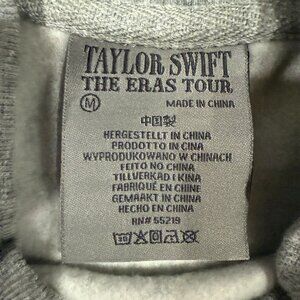 TAYLOR SWIFT
THE ERAS TOUR
M
MADE IN CHINA
中国製
HERGESTELLT IN CHINA
PRODOTTO IN CINA
WYPRODUKOWANO W CHINACH
FEITO NO CHINA
TILLVERKAD I KINA
FABRIQUÉ EN CHINE
GEMAAKT IN CHINA
HECHO EN CHINA
RN# 55219